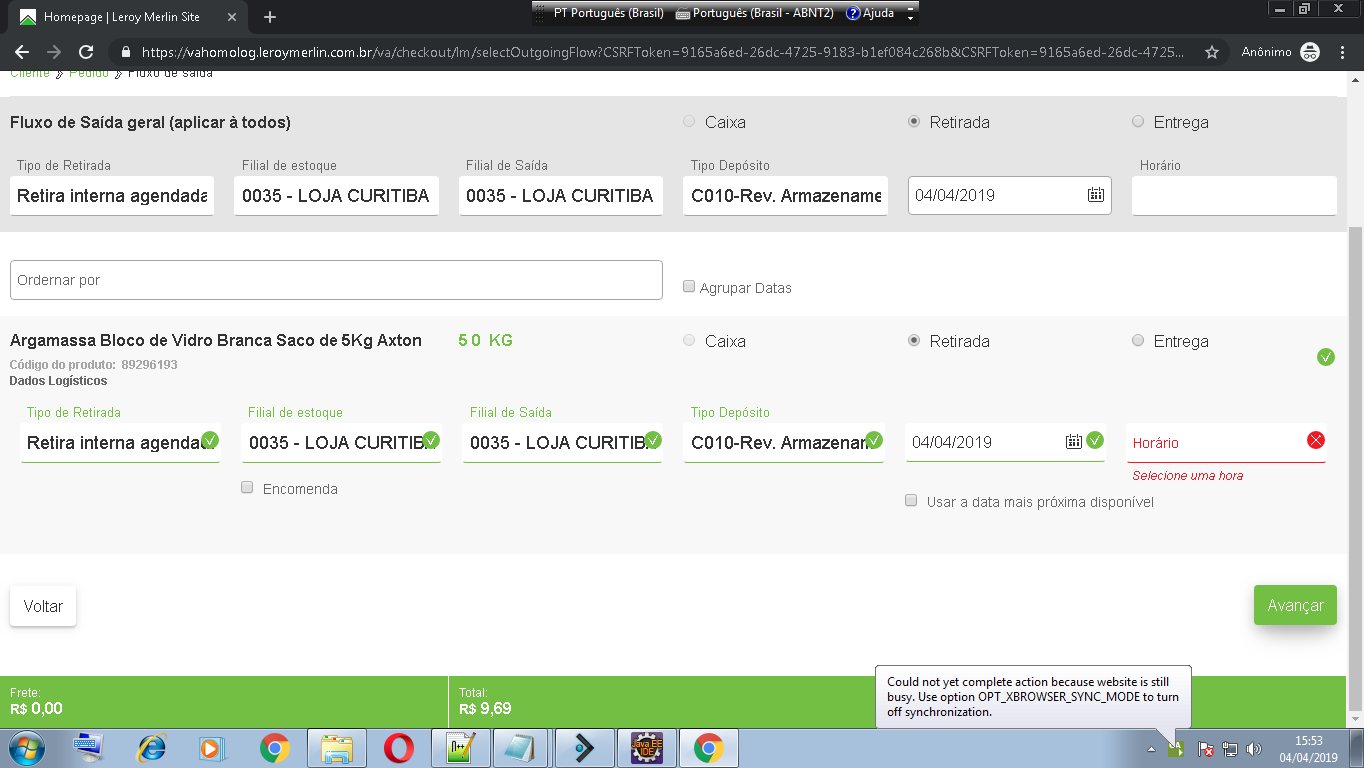 Homepage | Leroy Merlin Site
PT Português (Brasil) Português (Brasil - ABNT2) Ajuda
https://vahomolog.leroymerlin.com.br/va/checkout/lm/selectOutgoingFlow?CSRFToken=9165a6ed-26dc-4725-9183-b1ef084c268b&CSRFToken=9165a6ed-26dc-4725...
Anônimo
Cliente Pedido Fluxo de saída
Fluxo de Saída geral (aplicar à todos) Caixa Retirada Entrega
Tipo de Retirada Filial de estoque Filial de Saída Tipo Depósito Horário
Retira interna agendada 0035 - LOJA CURITIBA 0035 - LOJA CURITIBA C010-Rev. Armazename 04/04/2019
Ordernar por
Agrupar Datas
Argamassa Bloco de Vidro Branca Saco de 5Kg Axton 5 0 KG Caixa Retirada Entrega
Código do produto: 89296193
Dados Logísticos
Tipo de Retirada Filial de estoque Filial de Saída Tipo Depósito
Retira interna agenda 0035 - LOJA CURITIB 0035 - LOJA CURITIB C010-Rev. Armazenar 04/04/2019 Horário
Selecione uma hora
Encomenda
Usar a data mais próxima disponível
Voltar Avançar
Frete:
R$ 0,00
Total:
R$ 9,69
Could not yet complete action because website is still
busy. Use option OPT_XBROWSER_SYNC_MODE to turn
off synchronization.
Java EE
IDE
15:53
04/04/2019